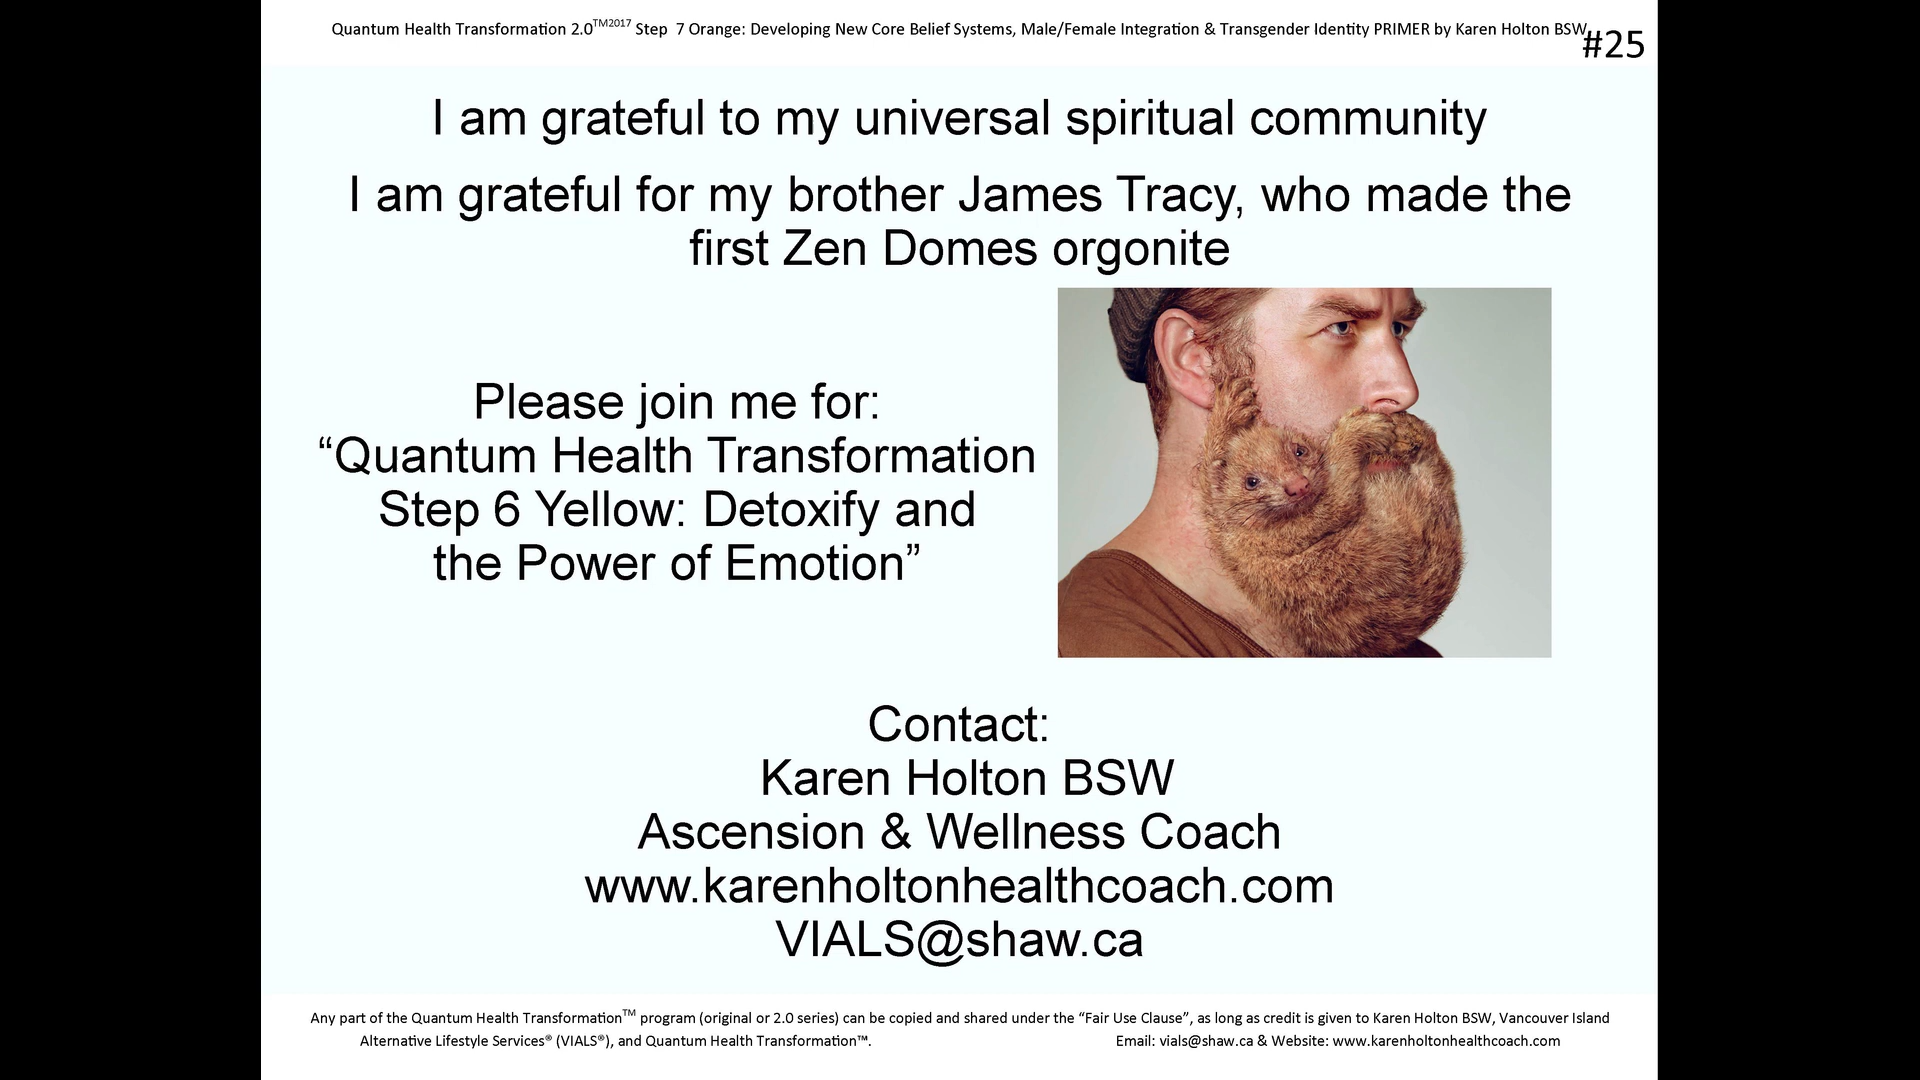 Quantum Health Transformation 2.0TM2017 Step 7 Orange: Developing New Core Belief Systems, Male/Female Integration & Transgender Identity PRIMER by Karen Holton BSW
#25
I am grateful to my universal spiritual community
I am grateful for my brother James Tracy, who made the
first Zen Domes orgonite
Please join me for:
“Quantum Health Transformation
Step 6 Yellow: Detoxify and
the Power of Emotion”
Contact:
Karen Holton BSW
Ascension & Wellness Coach
www.karenholtonhealthcoach.com
VIALS@shaw.ca
Any part of the Quantum Health TransformationTM program (original or 2.0 series) can be copied and shared under the “Fair Use Clause”, as long as credit is given to Karen Holton BSW, Vancouver Island
Alternative Lifestyle Services® (VIALS®), and Quantum Health Transformation™. Email: vials@shaw.ca & Website: www.karenholtonhealthcoach.com